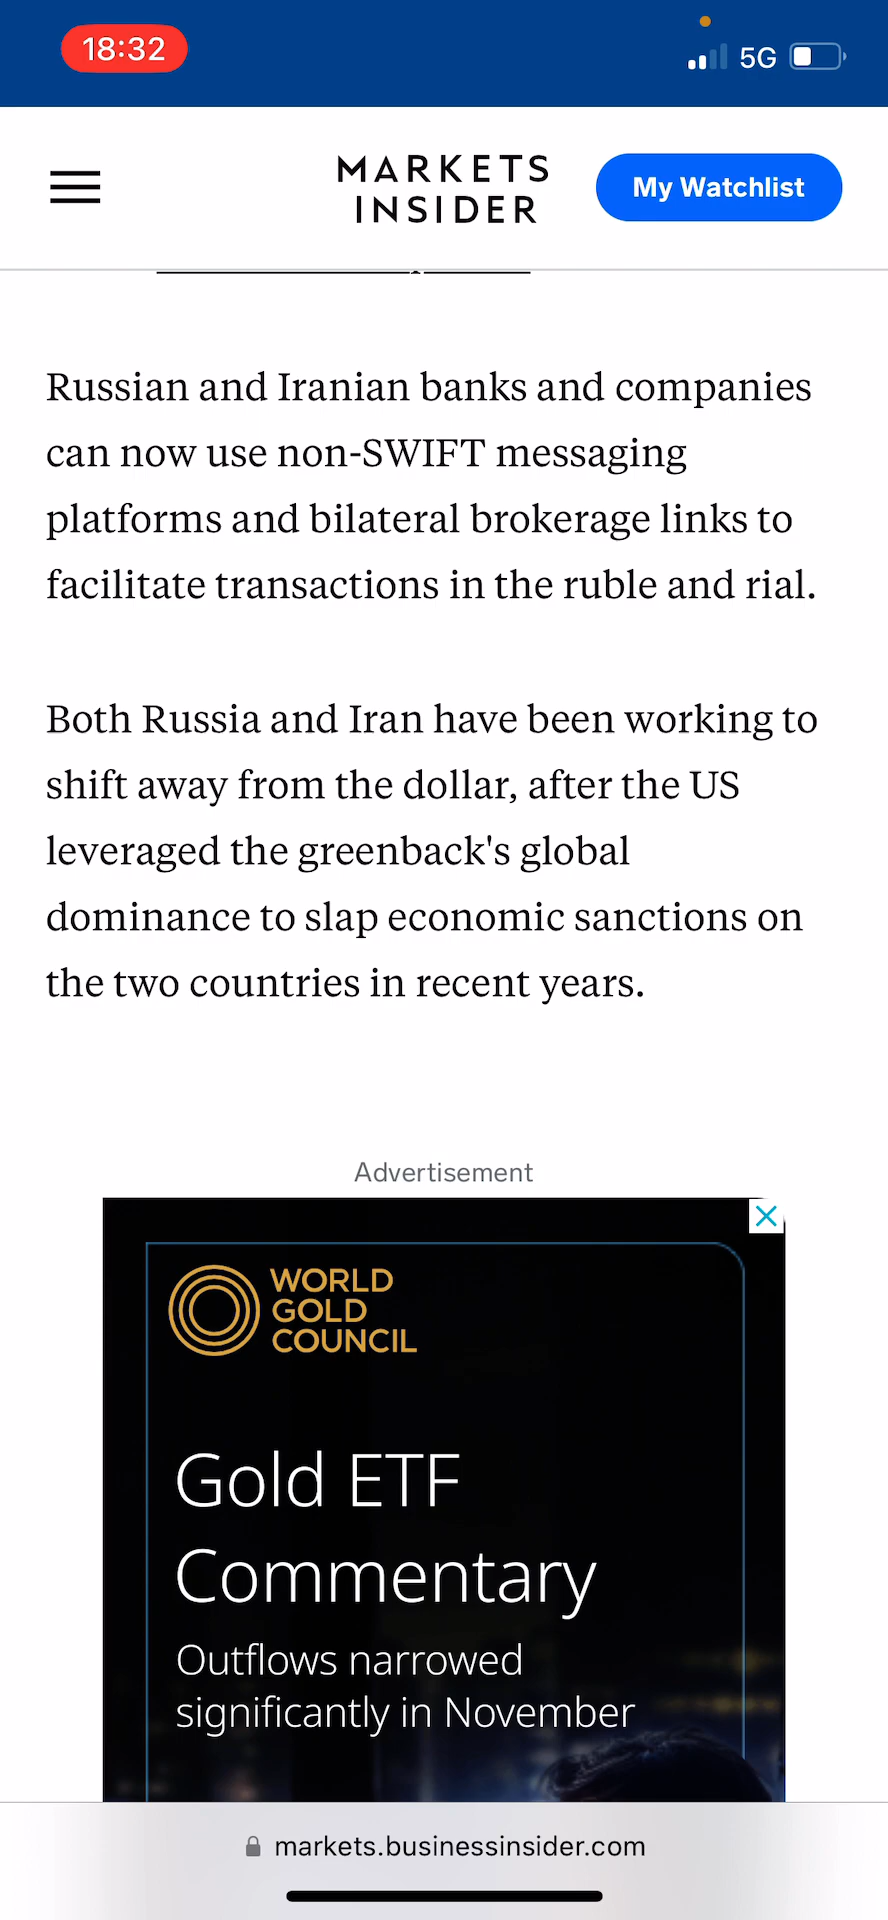 18:32
5G
MARKETS
INSIDER
My Watchlist
Russian and Iranian banks and companies
can now use non-SWIFT messaging
platforms and bilateral brokerage links to
facilitate transactions in the ruble and rial.
Both Russia and Iran have been working to
shift away from the dollar, after the US
leveraged the greenback's global
dominance to slap economic sanctions on
the two countries in recent years.
Advertisement
WORLD
GOLD
COUNCIL
Gold ETF
Commentary
Outflows narrowed
significantly in November
markets.businessinsider.com